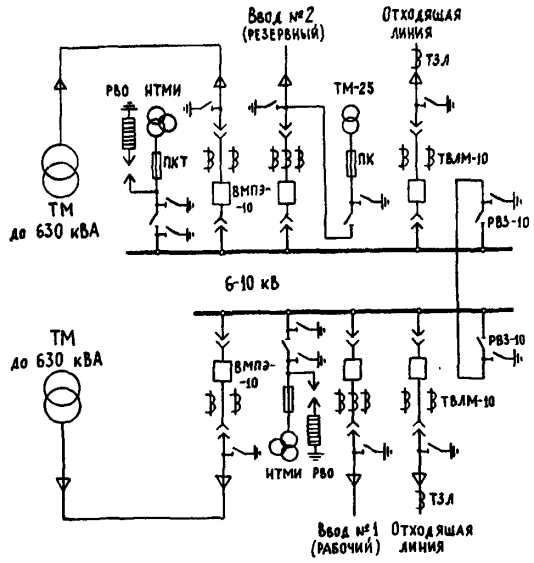 Ввод №2
(резервный)
Отходящая
линия
ТЗЛ
РВО
НТМИ
ТМ-25
ПКТ
ПК
ТВЛМ-10
ВМПЭ-
-10
ТМ
до 630 кВА
РВЗ-10
6-10 кВ
ТМ
до 630 кВА
РВЗ-10
ВМПЭ-
-10
ТВЛМ-10
НТМИ
РВО
ТЗЛ
Ввод №1
(рабочий)
Отходящая
линия